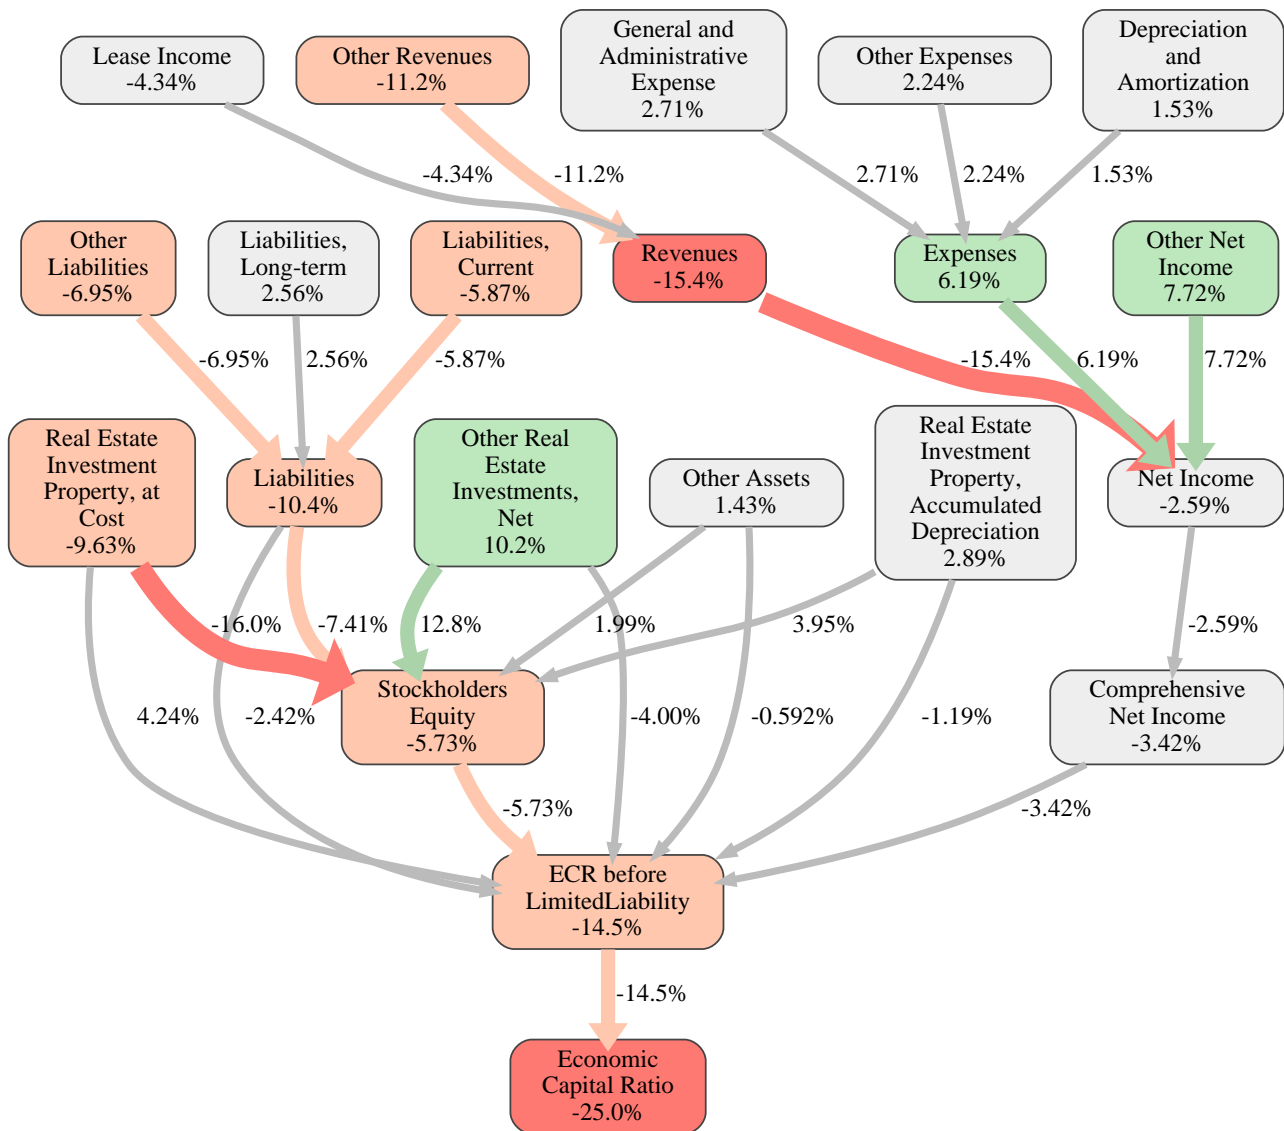 Lease Income
-4.34%
Other Revenues
-11.2%
General and
Administrative
Expense
2.71%
Other Expenses
2.24%
Depreciation
and
Amortization
1.53%
-4.34%
-11.2%
2.71%
2.24%
1.53%
Other
Liabilities
-6.95%
Liabilities,
Long-term
2.56%
Liabilities,
Current
-5.87%
Revenues
-15.4%
Expenses
6.19%
Other Net
Income
7.72%
-6.95%
2.56%
-5.87%
-15.4%
6.19%
7.72%
Real Estate
Investment
Property, at
Cost
-9.63%
Liabilities
-10.4%
Other Real
Estate
Investments,
Net
10.2%
Other Assets
1.43%
Real Estate
Investment
Property,
Accumulated
Depreciation
2.89%
Net Income
-2.59%
-16.0%
-7.41%
12.8%
1.99%
3.95%
-2.59%
Stockholders
Equity
-5.73%
Comprehensive
Net Income
-3.42%
4.24%
-2.42%
-4.00%
-0.592%
-1.19%
-5.73%
-3.42%
ECR before
LimitedLiability
-14.5%
-14.5%
Economic
Capital Ratio
-25.0%